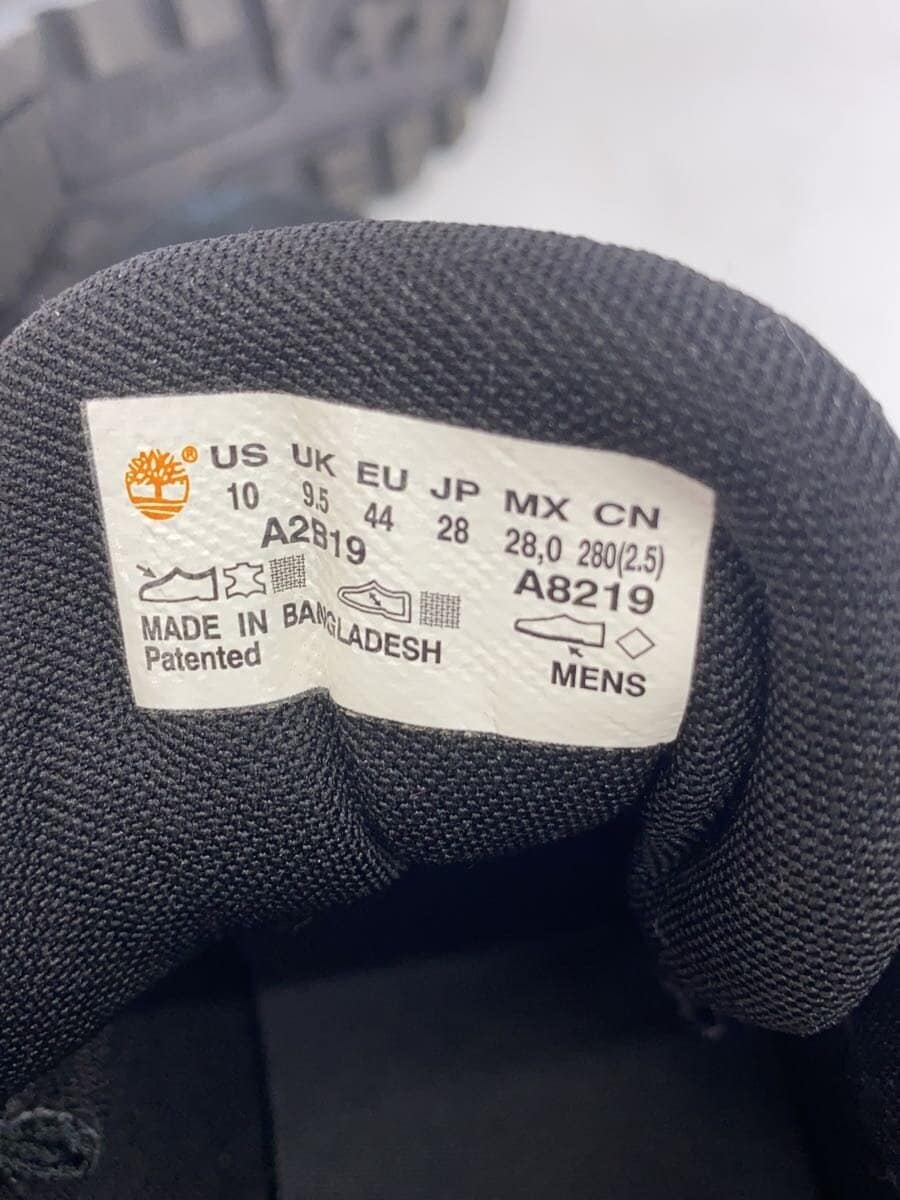 ® US UK EU JP MX CN
10 9.5 44 28 28,0 280(2.5)
A2B19 A8219
MADE IN BANGLADESH
Patented MENS